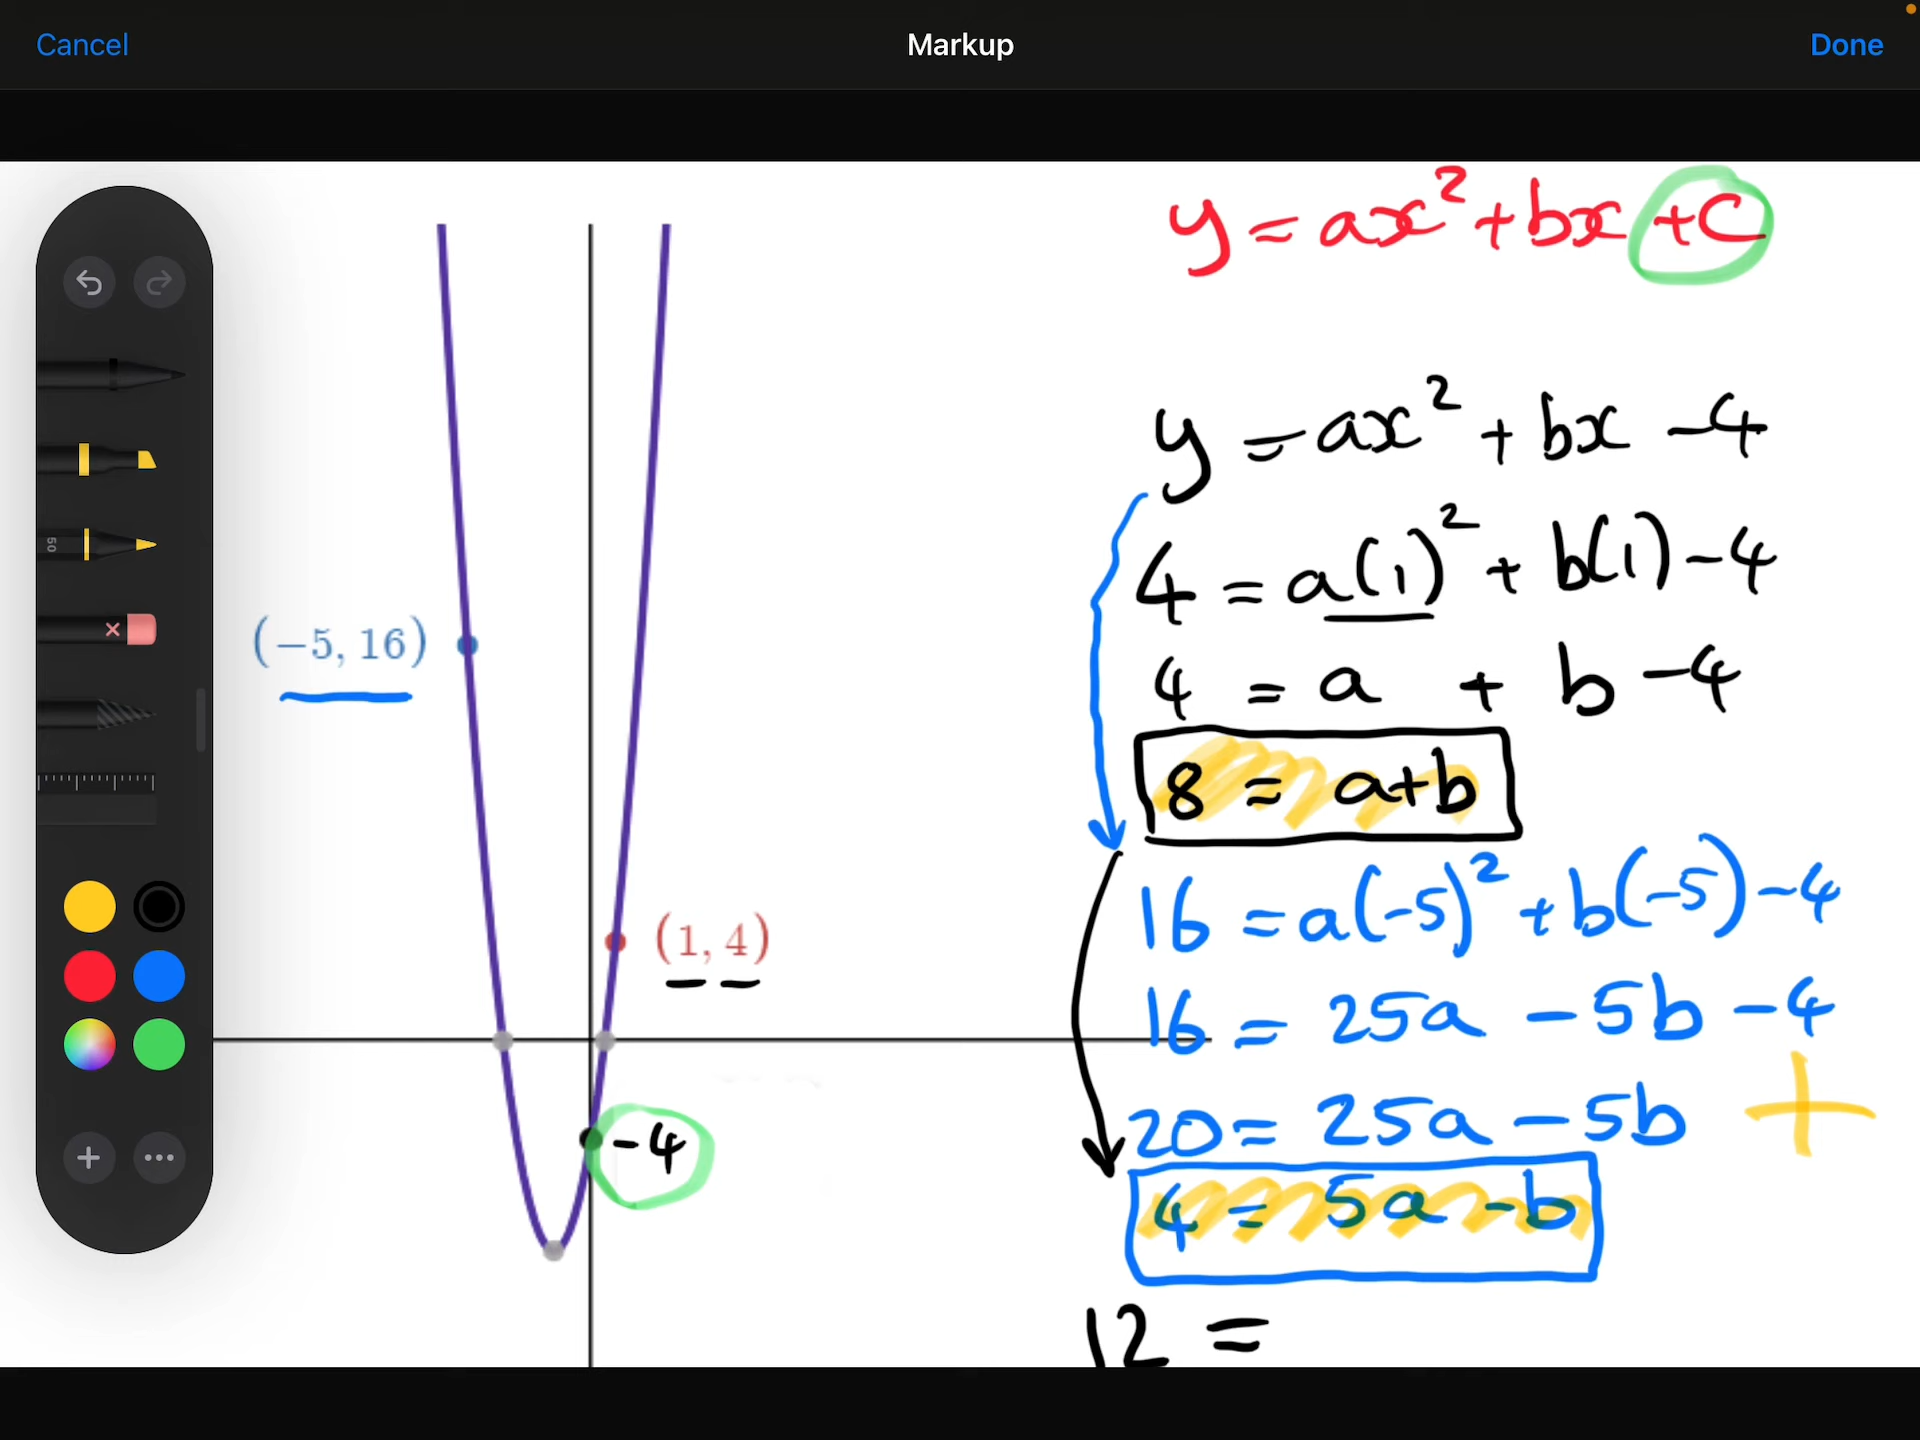 Cancel Markup Done
y = ax² + bx + c
y = ax² + bx - 4
4 = a(1)² + b(1) - 4
50
(−5, 16)
4 = a + b - 4
8 = a+b
16 = a(-5)² + b(-5) - 4
(1, 4)
16 = 25a - 5b - 4
20 = 25a - 5b +
-4
4 = 5a - b
12 =